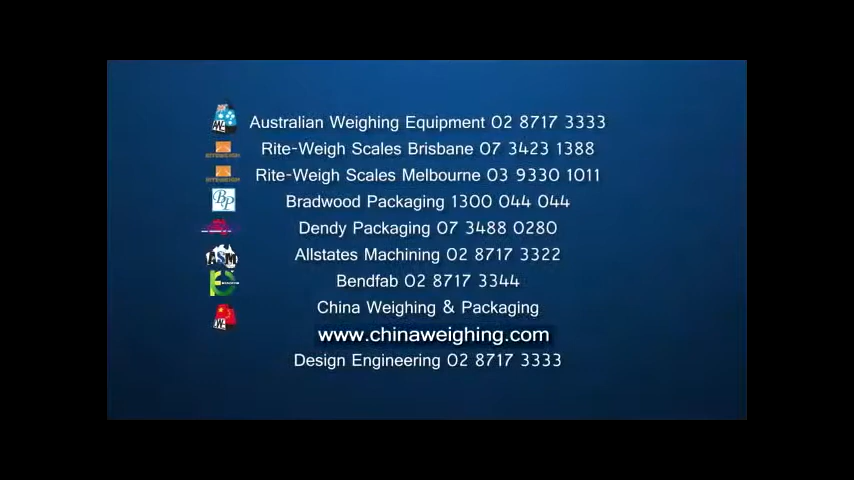 Australian Weighing Equipment 02 8717 3333
Rite-Weigh Scales Brisbane 07 3423 1388
Rite-Weigh Scales Melbourne 03 9330 1011
BP
Bradwood Packaging 1300 044 044
Dendy Packaging 07 3488 0280
ASM
Allstates Machining 02 8717 3322
Bendfab 02 8717 3344
China Weighing & Packaging
www.chinaweighing.com
Design Engineering 02 8717 3333